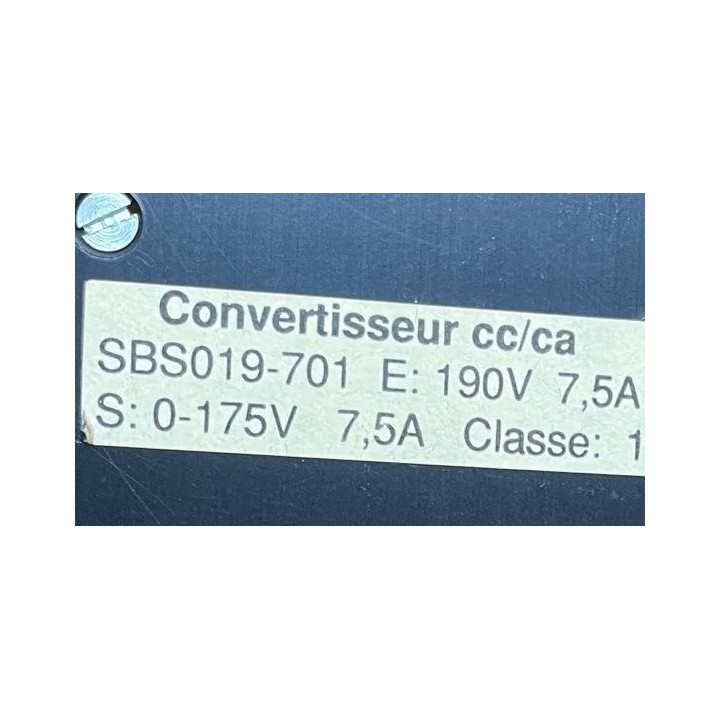 Convertisseur cc/ca
SBS019-701 E: 190V 7,5A
S: 0-175V 7,5A Classe: 1